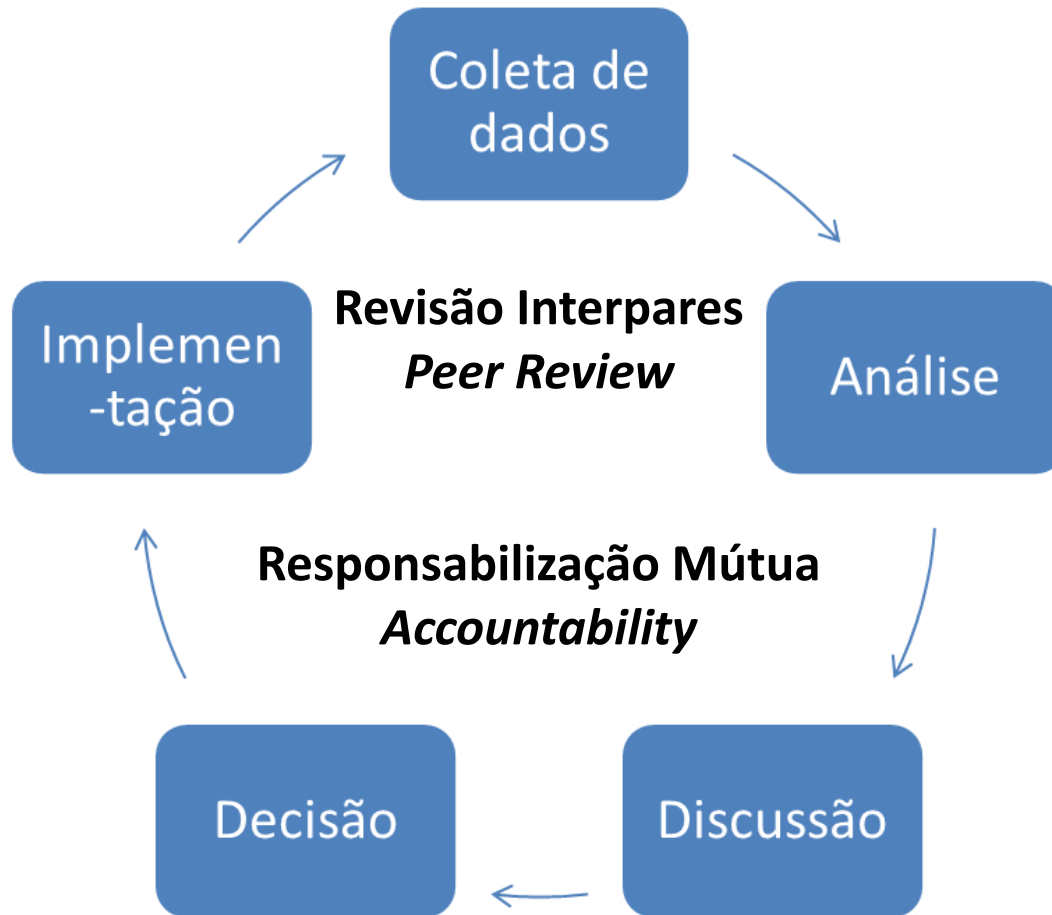 Coleta de
dados
Revisão Interpares
Peer Review
Implemen
-tação
Análise
Responsabilização Mútua
Accountability
Decisão
Discussão